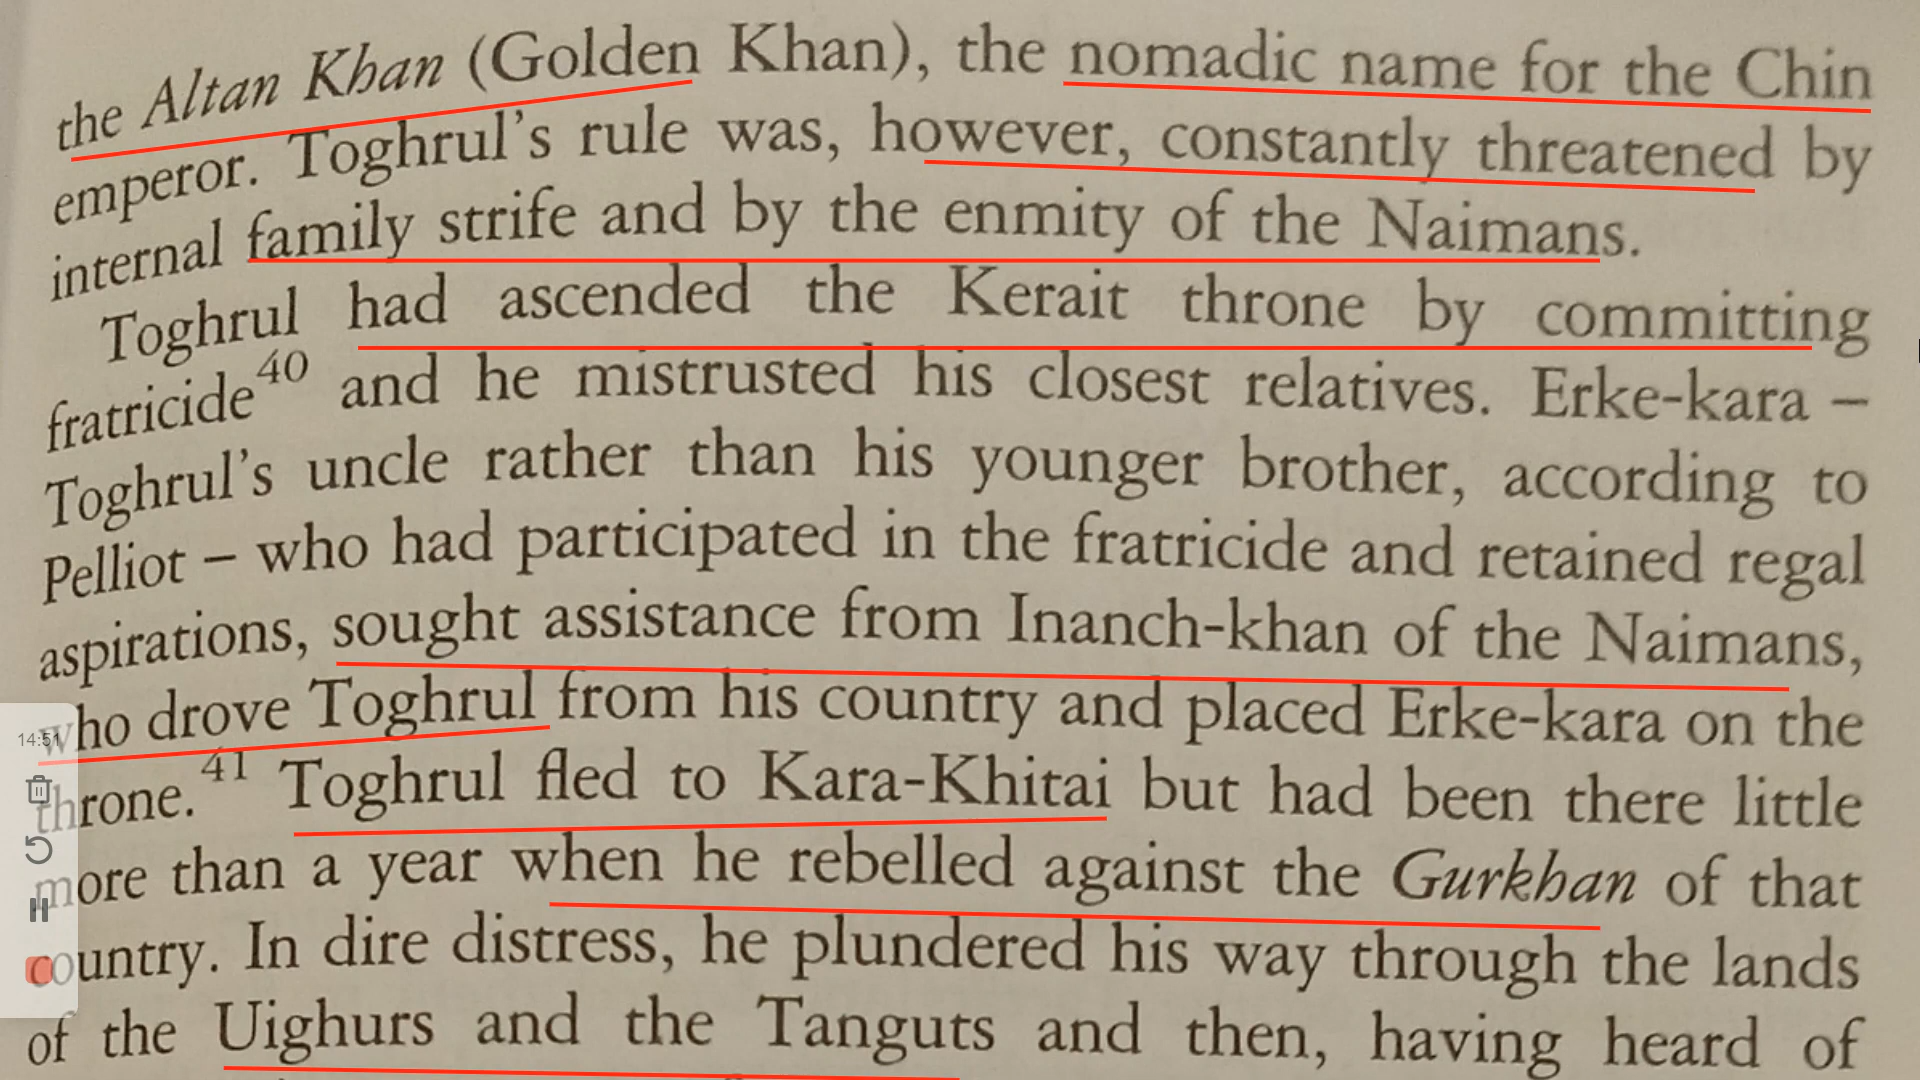 the Altan Khan (Golden Khan), the nomadic name for the Chin
emperor. Toghrul's rule was, however, constantly threatened by
internal family strife and by the enmity of the Naimans.
Toghrul had ascended the Kerait throne by committing
fratricide40 and he mistrusted his closest relatives. Erke-kara –
Toghrul's uncle rather than his younger brother, according to
Pelliot – who had participated in the fratricide and retained regal
aspirations, sought assistance from Inanch-khan of the Naimans,
who drove Toghrul from his country and placed Erke-kara on the
throne.41 Toghrul fled to Kara-Khitai but had been there little
more than a year when he rebelled against the Gurkhan of that
country. In dire distress, he plundered his way through the lands
of the Uighurs and the Tanguts and then, having heard of
14:51